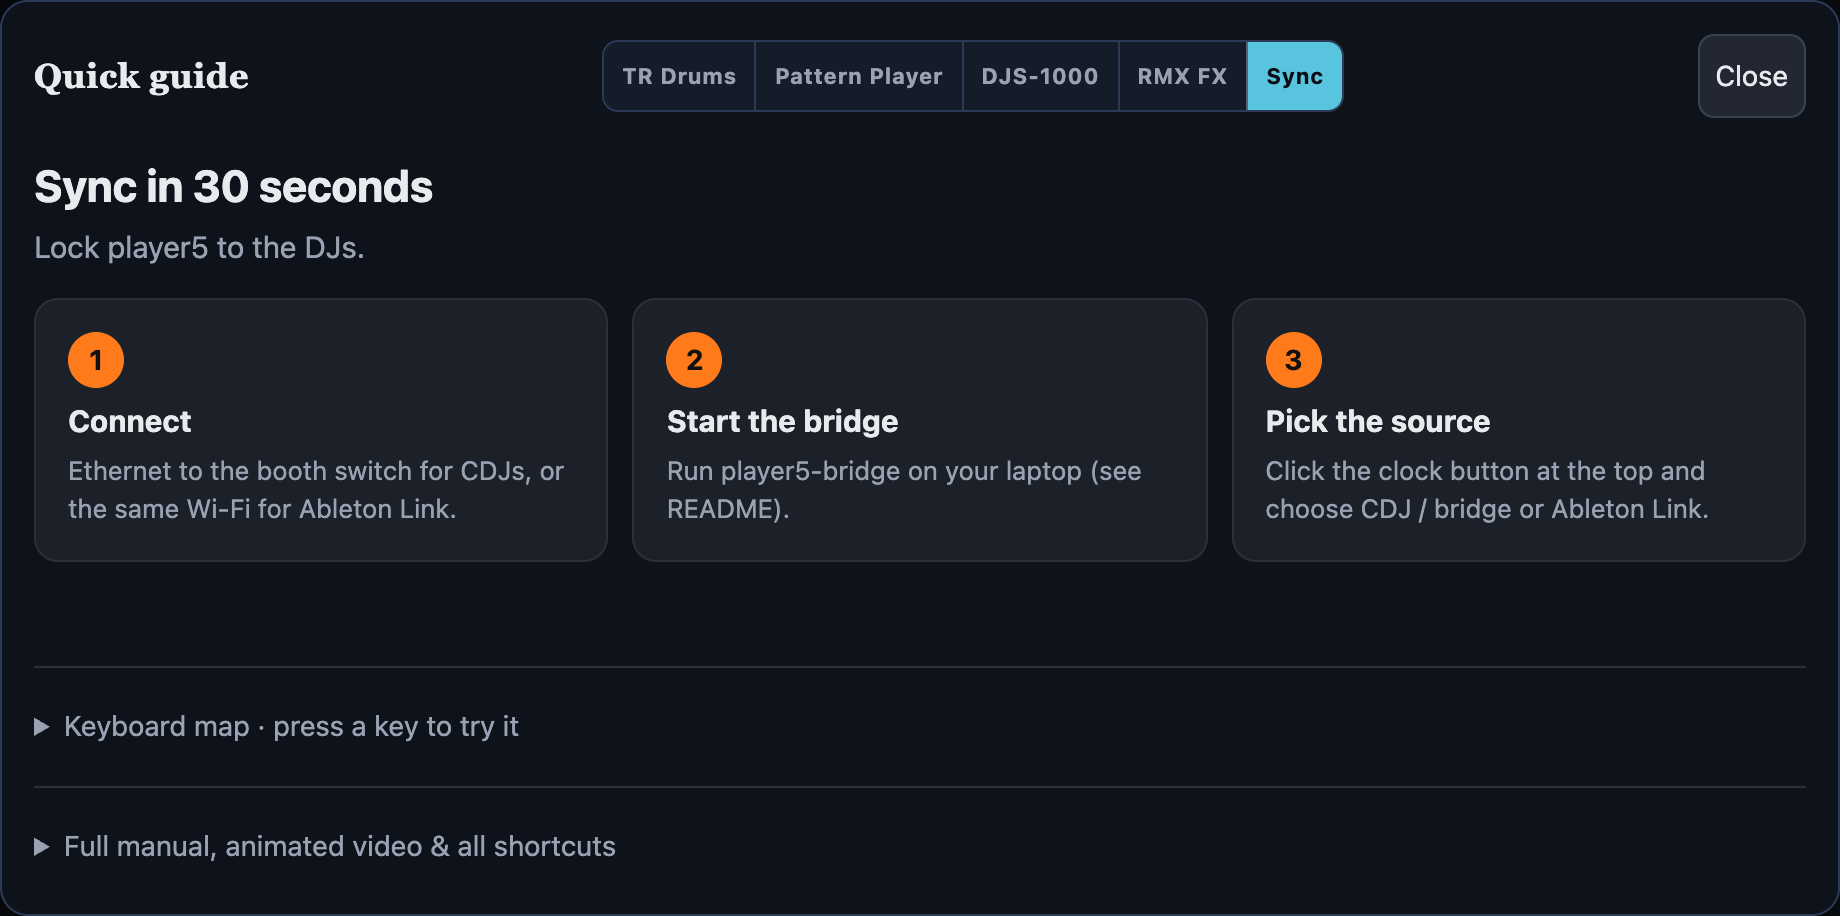 Quick guide
TR Drums
Pattern Player
DJS-1000
RMX FX
Sync
Close
Sync in 30 seconds
Lock player5 to the DJs.
1
Connect
Ethernet to the booth switch for CDJs, or
the same Wi-Fi for Ableton Link.
2
Start the bridge
Run player5-bridge on your laptop (see
README).
3
Pick the source
Click the clock button at the top and
choose CDJ / bridge or Ableton Link.
Keyboard map · press a key to try it
Full manual, animated video & all shortcuts